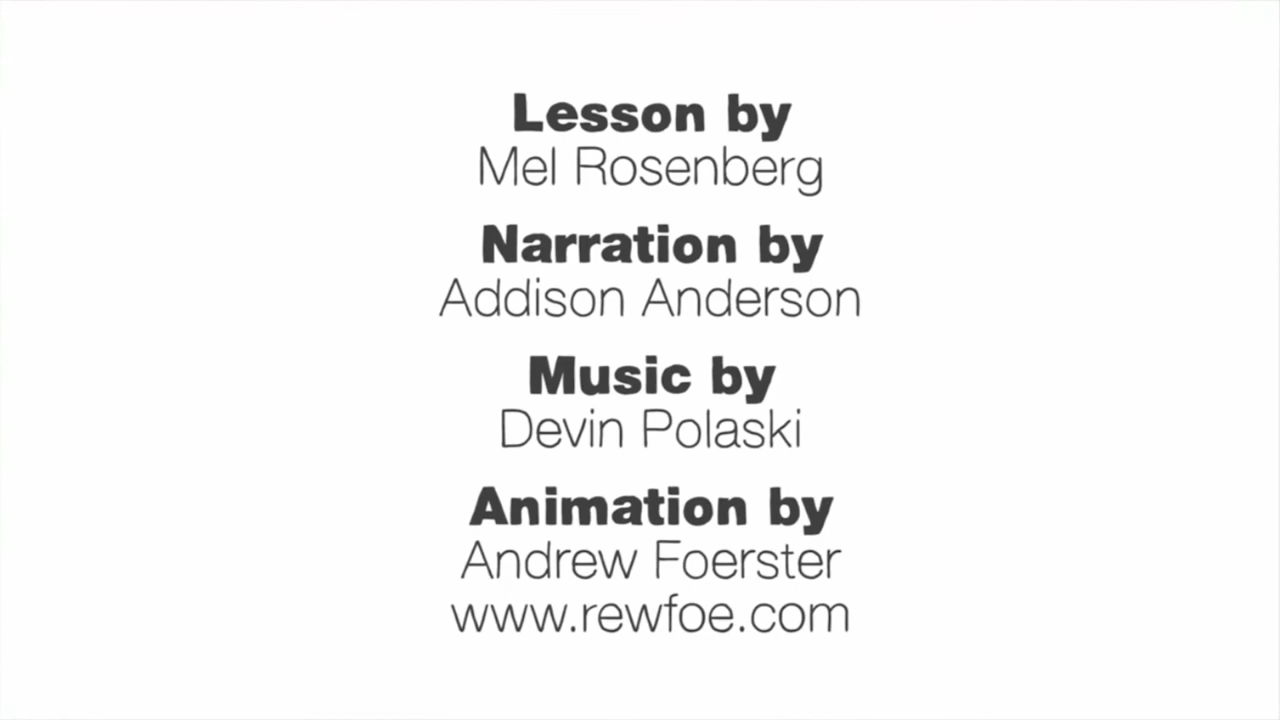 Lesson by
Mel Rosenberg
Narration by
Addison Anderson
Music by
Devin Polaski
Animation by
Andrew Foerster
www.rewfoe.com